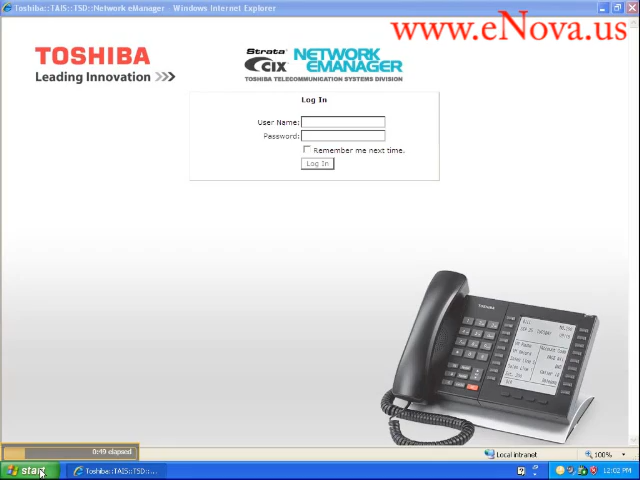 Toshiba::TAIS::TSD::Network eManager - Windows Internet Explorer
www.eNova.us
TOSHIBA
Leading Innovation >>>
Strata
CIX
NETWORK
EMANAGER
TOSHIBA TELECOMMUNICATION SYSTEMS DIVISION
Log In
User Name:
Password:
Remember me next time.
Log In
TOSHIBA
0:49 elapsed
Local intranet
100%
start
Toshiba::TAIS::TSD::...
12:02 PM